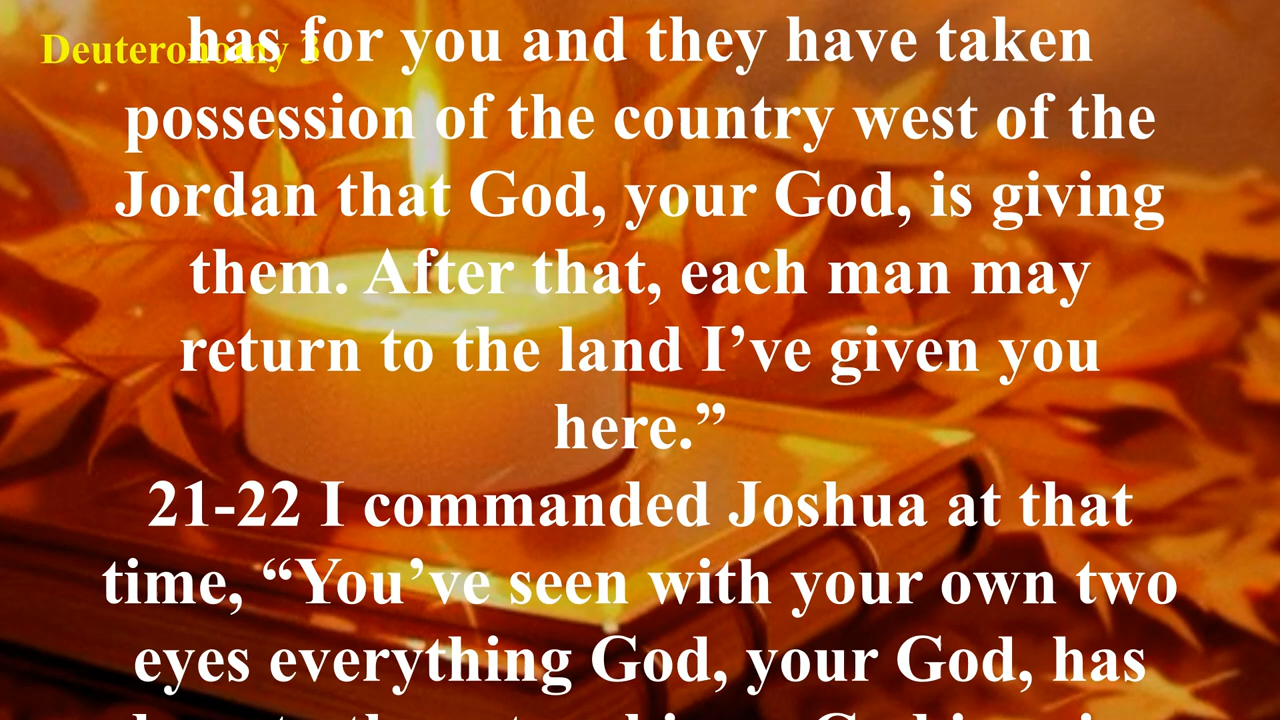 Deuteronomy 3
has for you and they have taken
possession of the country west of the
Jordan that God, your God, is giving
them. After that, each man may
return to the land I’ve given you
here.”
21-22 I commanded Joshua at that
time, “You’ve seen with your own two
eyes everything God, your God, has